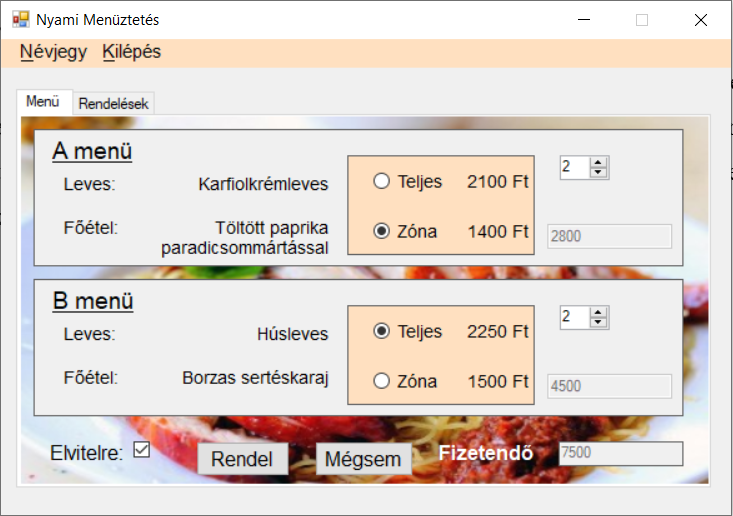 Nyami Menüztetés
Névjegy Kilépés
Menü Rendelések
A menü
Leves: Karfiolkrémleves
Főétel: Töltött paprika
paradicsommártással
Teljes 2100 Ft
Zóna 1400 Ft
2
2800
B menü
Leves: Húsleves
Főétel: Borzas sertéskaraj
Teljes 2250 Ft
Zóna 1500 Ft
2
4500
Elvitelre: Rendel Mégsem Fizetendő 7500